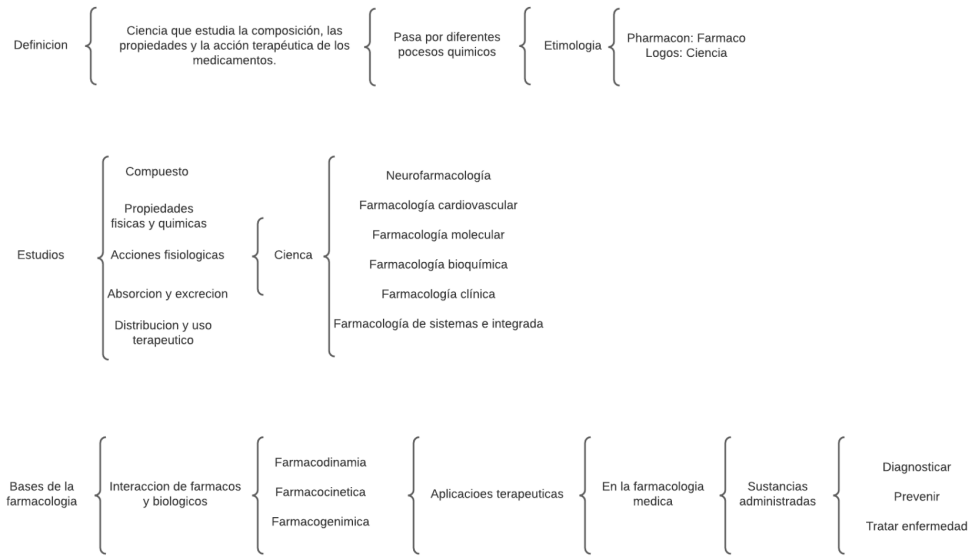 Definicion
Ciencia que estudia la composición, las
propiedades y la acción terapéutica de los
medicamentos.
Pasa por diferentes
pocesos quimicos
Etimologia
Pharmacon: Farmaco
Logos: Ciencia
Estudios
Compuesto
Propiedades
fisicas y quimicas
Acciones fisiologicas
Absorcion y excrecion
Distribucion y uso
terapeutico
Cienca
Neurofarmacología
Farmacología cardiovascular
Farmacología molecular
Farmacología bioquímica
Farmacología clínica
Farmacología de sistemas e integrada
Bases de la
farmacologia
Interaccion de farmacos
y biologicos
Farmacodinamia
Farmacocinetica
Farmacogenimica
Aplicacioes terapeuticas
En la farmacologia
medica
Sustancias
administradas
Diagnosticar
Prevenir
Tratar enfermedad